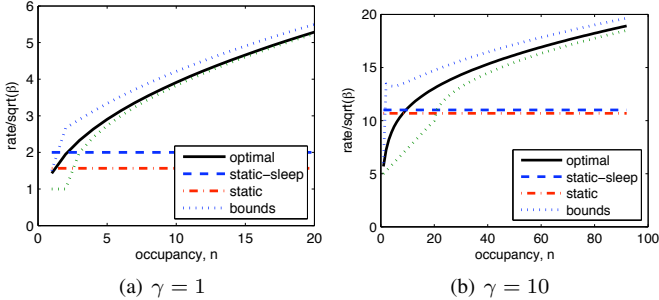 6
5
4
3
2
1
0
rate/sqrt(β)
0
5
10
15
20
occupancy, n
optimal
static−sleep
static
bounds
(a) γ = 1
20
15
10
5
0
rate/sqrt(β)
0
20
40
60
80
100
occupancy, n
optimal
static−sleep
static
bounds
(b) γ = 10